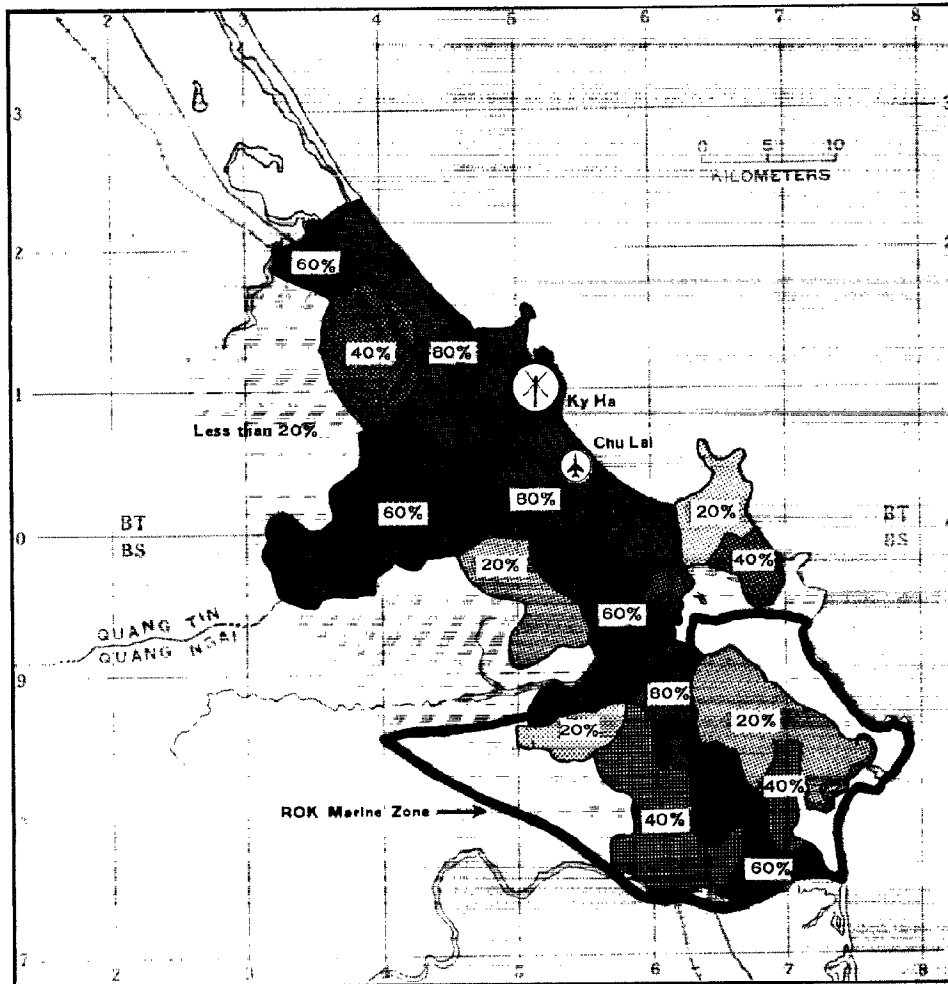 2 3 4 5 6 7 8
3 3
0 5 10
KILOMETERS
2 2
60%
40% 80%
1
Ky Ha
Less than 20%
Chu Lai
60% 80% 20%
BT BT
0
BS BS
20% 40%
60%
QUANG TIN
QUANG NGAI
9
80%
20% 20%
40%
ROK Marine Zone
40%
60%
7 2 3 4 5 6 7 8